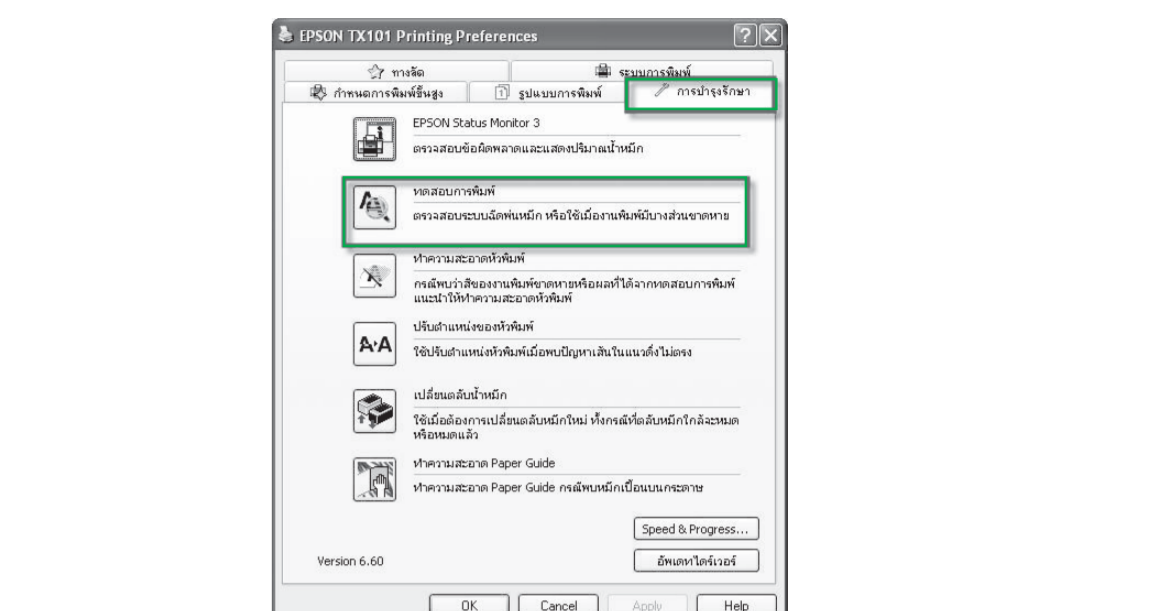 EPSON TX101 Printing Preferences
ทางลัด
ระบบการพิมพ์
กำหนดการพิมพ์ขั้นสูง
รูปแบบการพิมพ์
การบำรุงรักษา
EPSON Status Monitor 3
ตรวจสอบข้อผิดพลาดและแสดงปริมาณน้ำหมึก
ทดสอบการพิมพ์
ตรวจสอบระบบฉีดพ่นหมึก หรือใช้เมื่องานพิมพ์มีบางส่วนขาดหาย
ทำความสะอาดหัวพิมพ์
กรณีพบว่าสีของงานพิมพ์ขาดหายหรือผลที่ได้จากทดสอบการพิมพ์
แนะนำให้ทำความสะอาดหัวพิมพ์
ปรับตำแหน่งของหัวพิมพ์
ใช้ปรับตำแหน่งหัวพิมพ์เมื่อพบปัญหาเส้นในแนวดิ่งไม่ตรง
เปลี่ยนตลับน้ำหมึก
ใช้เมื่อต้องการเปลี่ยนตลับหมึกใหม่ ทั้งกรณีที่ตลับหมึกใกล้จะหมด
หรือหมดแล้ว
ทำความสะอาด Paper Guide
ทำความสะอาด Paper Guide กรณีพบหมึกเปื้อนบนกระดาษ
Speed & Progress...
Version 6.60
อัพเดทไดร์เวอร์
OK
Cancel
Apply
Help